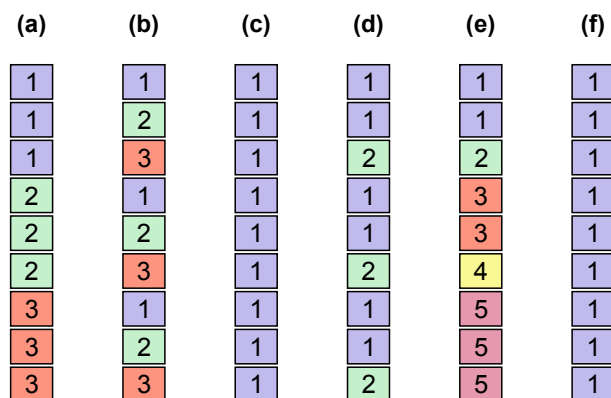 (a) (b) (c) (d) (e) (f)
1 1 1 1 1 1
1 2 1 1 1 1
1 3 1 2 2 1
2 1 1 1 3 1
2 2 1 1 3 1
2 3 1 2 4 1
3 1 1 1 5 1
3 2 1 1 5 1
3 3 1 2 5 1